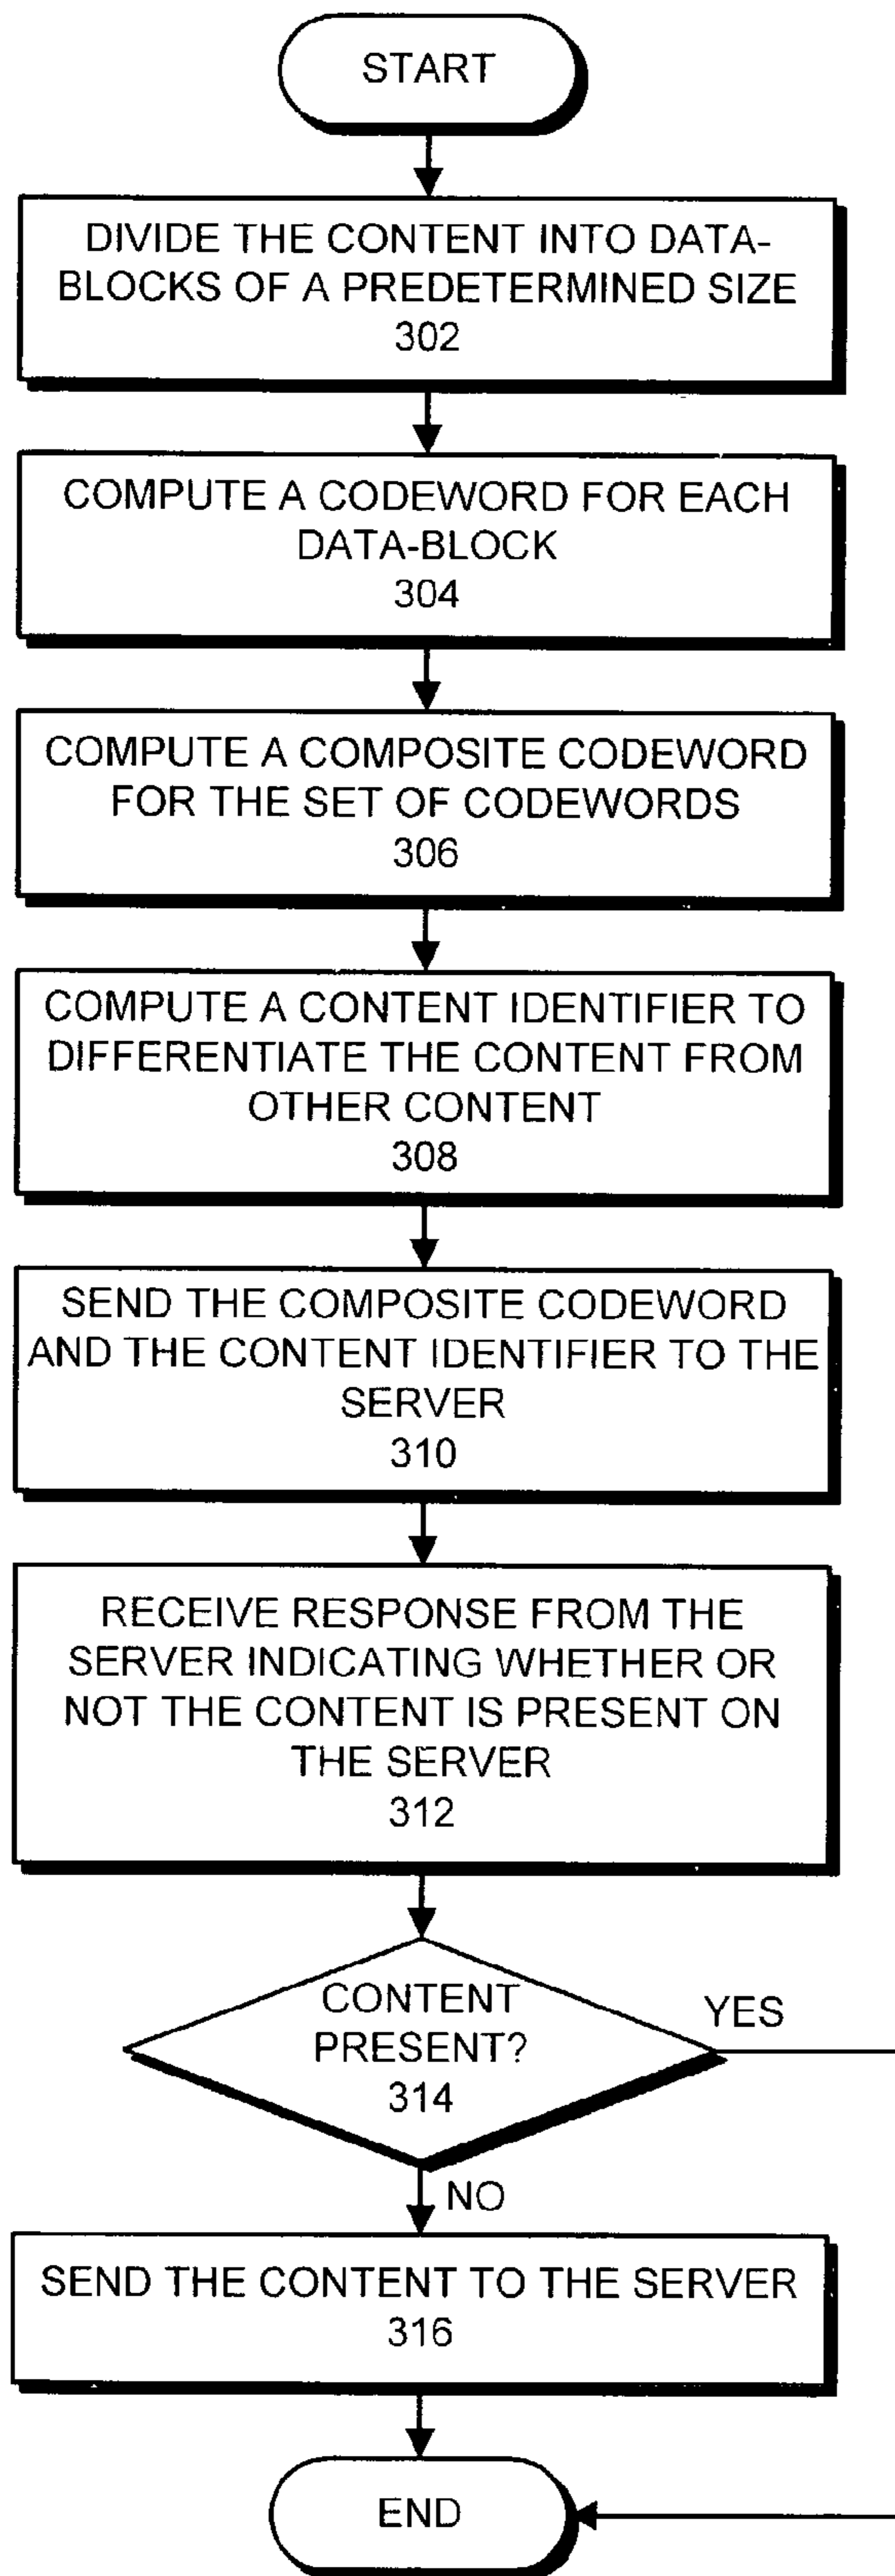 START
DIVIDE THE CONTENT INTO DATA-
BLOCKS OF A PREDETERMINED SIZE
302
COMPUTE A CODEWORD FOR EACH
DATA-BLOCK
304
COMPUTE A COMPOSITE CODEWORD
FOR THE SET OF CODEWORDS
306
COMPUTE A CONTENT IDENTIFIER TO
DIFFERENTIATE THE CONTENT FROM
OTHER CONTENT
308
SEND THE COMPOSITE CODEWORD
AND THE CONTENT IDENTIFIER TO THE
SERVER
310
RECEIVE RESPONSE FROM THE
SERVER INDICATING WHETHER OR
NOT THE CONTENT IS PRESENT ON
THE SERVER
312
CONTENT
PRESENT?
314
YES
NO
SEND THE CONTENT TO THE SERVER
316
END